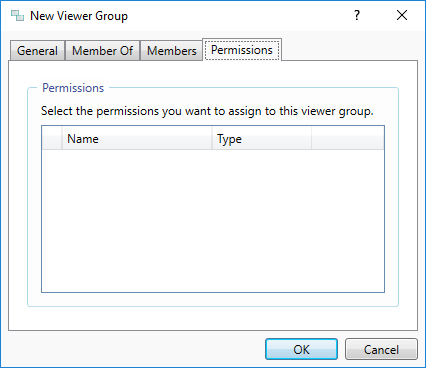 New Viewer Group
?
General Member Of Members Permissions
Permissions
Select the permissions you want to assign to this viewer group.
Name Type
OK Cancel